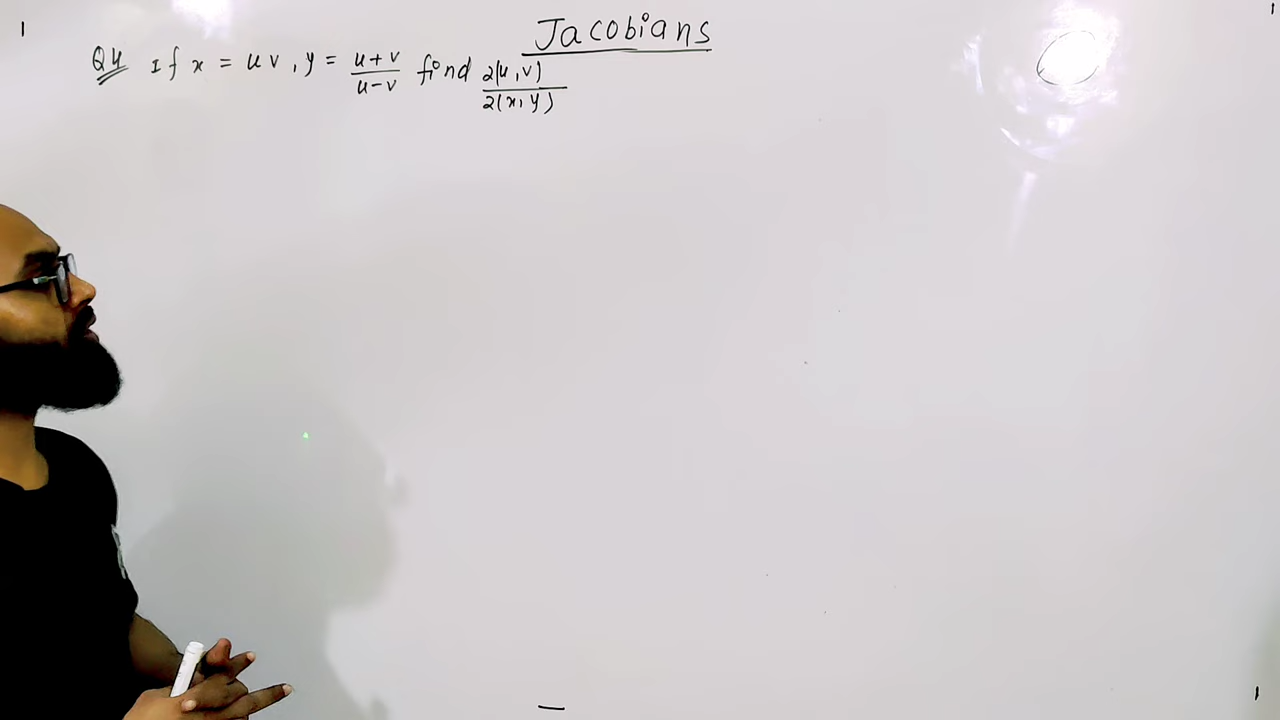 Jacobians
Q4 If x = uv, y = u+v / u-v find ∂(u,v) / ∂(x,y)